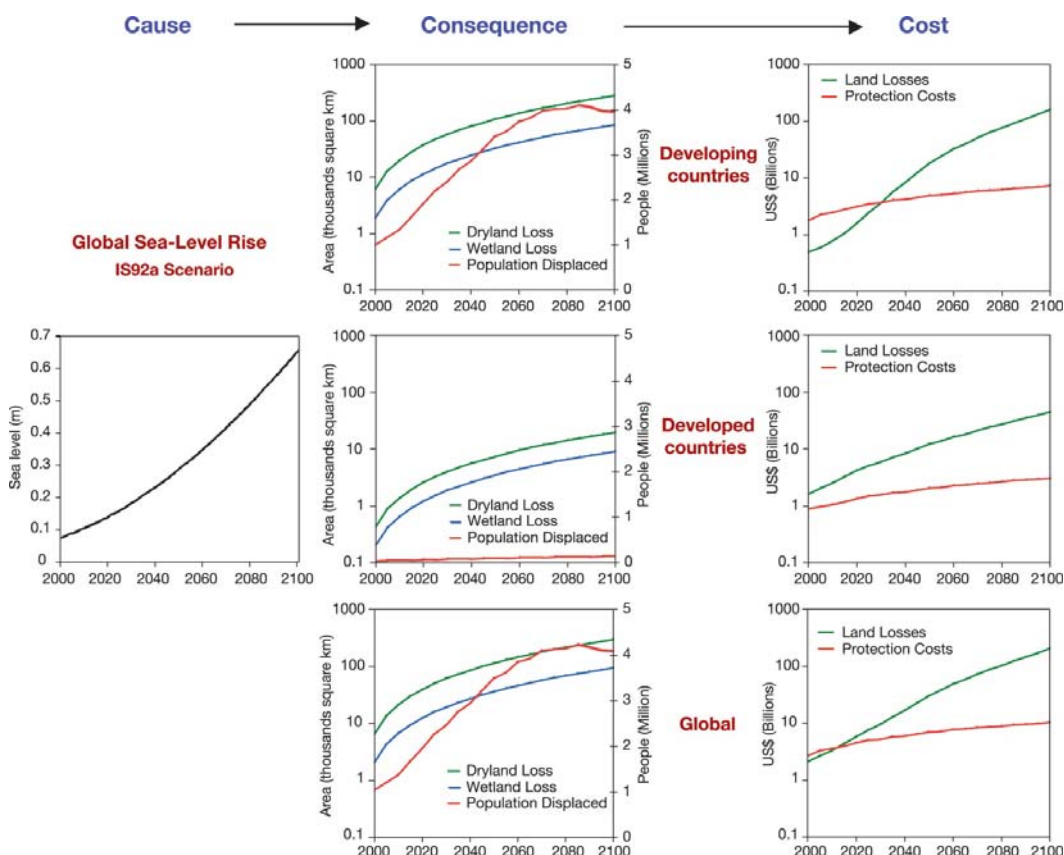 Cause
Consequence
Cost
Global Sea-Level Rise
IS92a Scenario
Sea level (m)
0.7
0.6
0.5
0.4
0.3
0.2
0.1
0
2000 2020 2040 2060 2080 2100
Area (thousands square km)
1000
100
10
1
0.1
Dryland Loss
Wetland Loss
Population Displaced
5
4
3
2
1
0
People (Millions)
2000 2020 2040 2060 2080 2100
Developing
countries
US$ (Billions)
1000
100
10
1
0.1
Land Losses
Protection Costs
2000 2020 2040 2060 2080 2100
Area (thousands square km)
1000
100
10
1
0.1
Dryland Loss
Wetland Loss
Population Displaced
5
4
3
2
1
0
People (Millions)
2000 2020 2040 2060 2080 2100
Developed
countries
US$ (Billions)
1000
100
10
1
0.1
Land Losses
Protection Costs
2000 2020 2040 2060 2080 2100
Area (thousands square km)
1000
100
10
1
0.1
Dryland Loss
Wetland Loss
Population Displaced
5
4
3
2
1
0
People (Million)
2000 2020 2040 2060 2080 2100
Global
US$ (Billions)
1000
100
10
1
0.1
Land Losses
Protection Costs
2000 2020 2040 2060 2080 2100